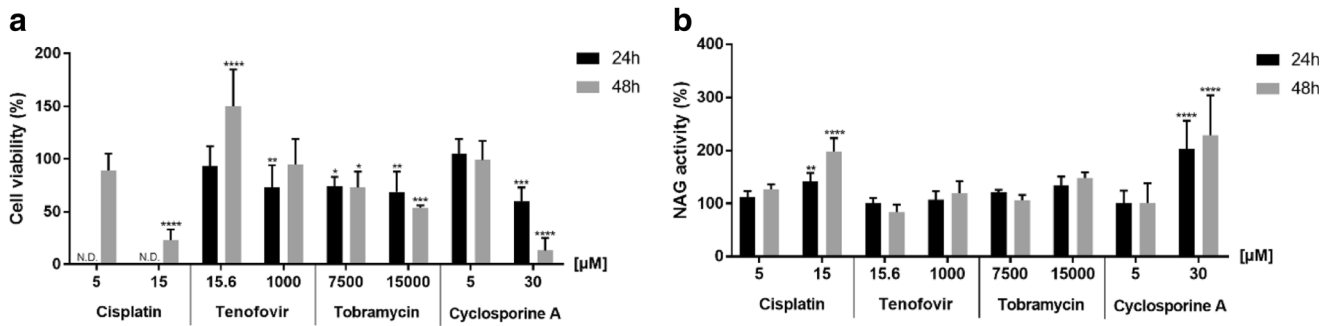 a
200
150
100
50
0
Cell viability (%)
24h
48h
N.D.
N.D.
****
****
**
*
*
**
***
***
****
5
15
15.6
1000
7500
15000
5
30
[µM]
Cisplatin
Tenofovir
Tobramycin
Cyclosporine A
b
400
300
200
100
0
NAG activity (%)
24h
48h
**
****
****
****
5
15
15.6
1000
7500
15000
5
30
[µM]
Cisplatin
Tenofovir
Tobramycin
Cyclosporine A